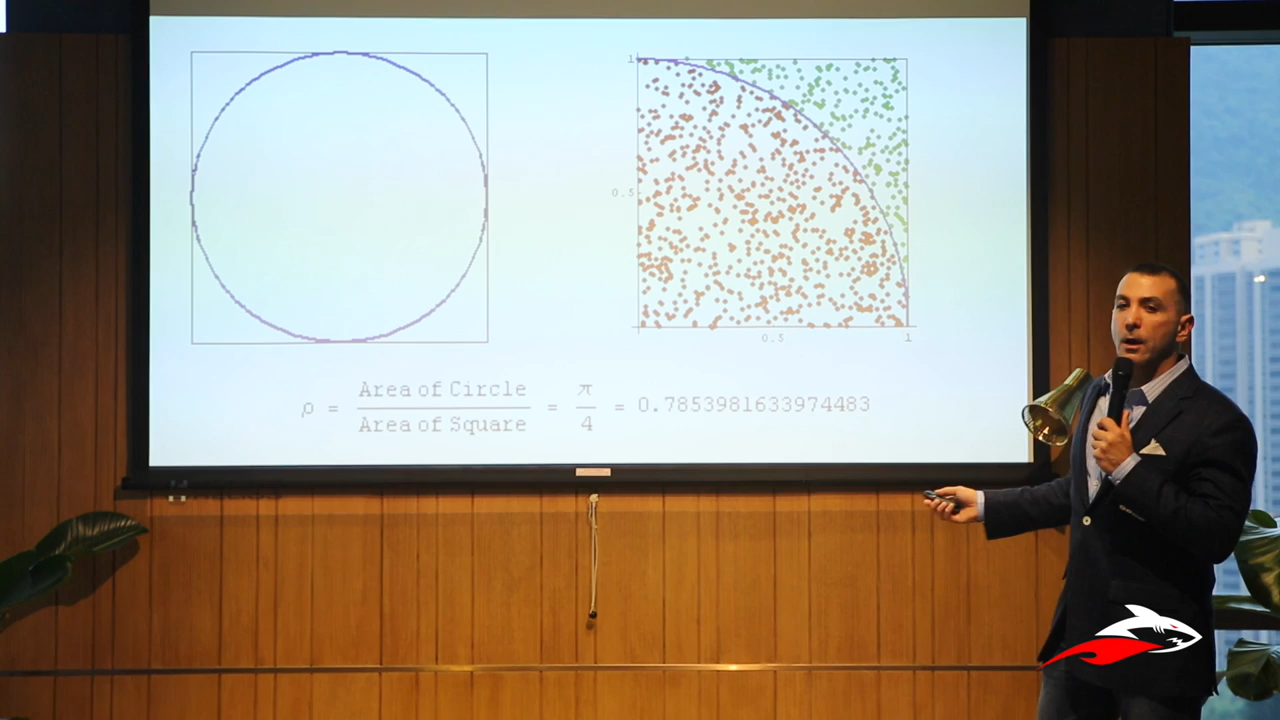 1
0.5
0.5
1
ρ = Area of Circle / Area of Square = π / 4 = 0.7853981633974483